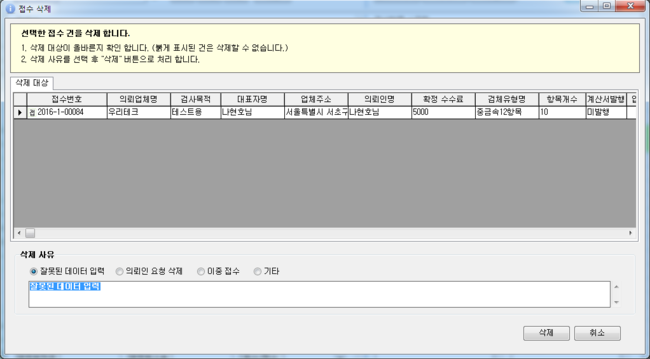 접수 삭제
선택한 접수 건을 삭제 합니다.
1. 삭제 대상이 올바른지 확인 합니다. (붉게 표시된 건은 삭제할 수 없습니다.)
2. 삭제 사유를 선택 후 "삭제" 버튼으로 처리 합니다.
삭제 대상
접수번호 의뢰업체명 검사목적 대표자명 업체주소 의뢰인명 확정 수수료 검체유형명 항목개수 계산서발행
접 2016-1-00084 우리테크 테스트용 나현호님 서울특별시 서초구 나현호님 5000 중금속12항목 10 미발행
삭제 사유
잘못된 데이터 입력 의뢰인 요청 삭제 이중 접수 기타
잘못된 데이터 입력
삭제 취소